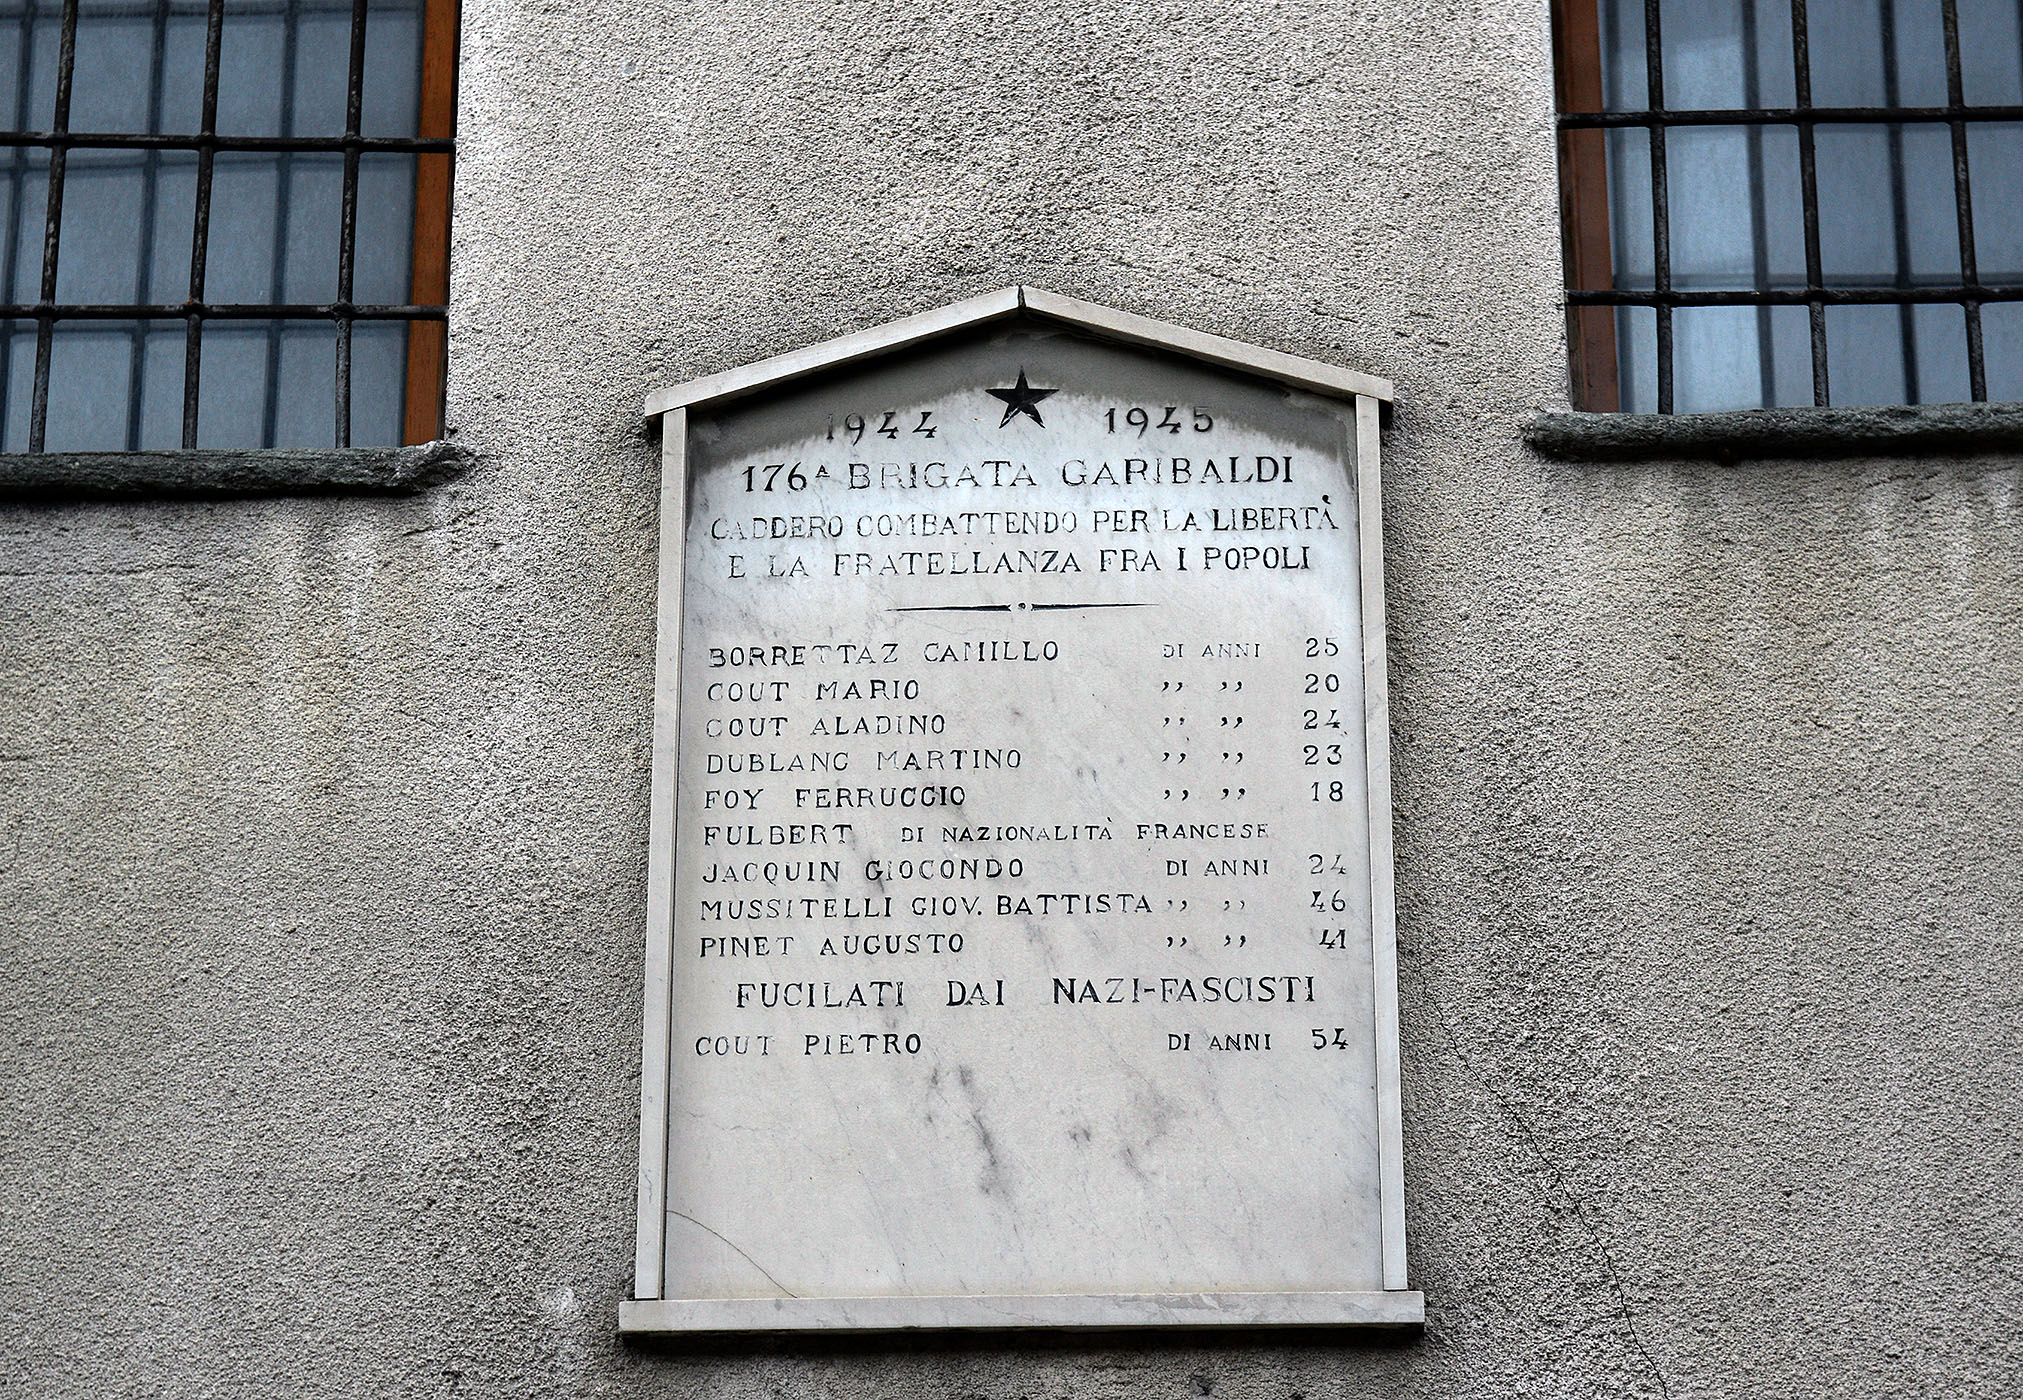 1944 ★ 1945
176ᴬ BRIGATA GARIBALDI
CADDERO COMBATTENDO PER LA LIBERTÀ
E LA FRATELLANZA FRA I POPOLI
BORRETTAZ CAMILLO DI ANNI 25
COUT MARIO ,, ,, 20
COUT ALADINO ,, ,, 24
DUBLANC MARTINO ,, ,, 23
FOY FERRUCCIO ,, ,, 18
FULBERT DI NAZIONALITÀ FRANCESE
JACQUIN GIOCONDO DI ANNI 24
MUSSITELLI GIOV. BATTISTA ,, ,, 46
PINET AUGUSTO ,, ,, 41
FUCILATI DAI NAZI-FASCISTI
COUT PIETRO DI ANNI 54